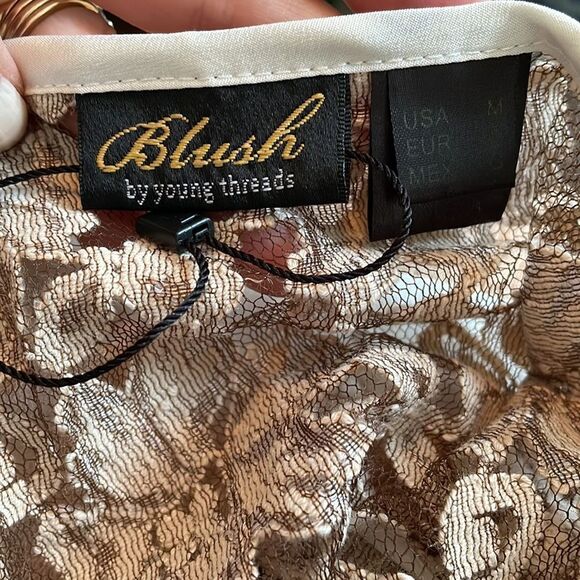 Blush
by young threads
USA M
EUR
MEX